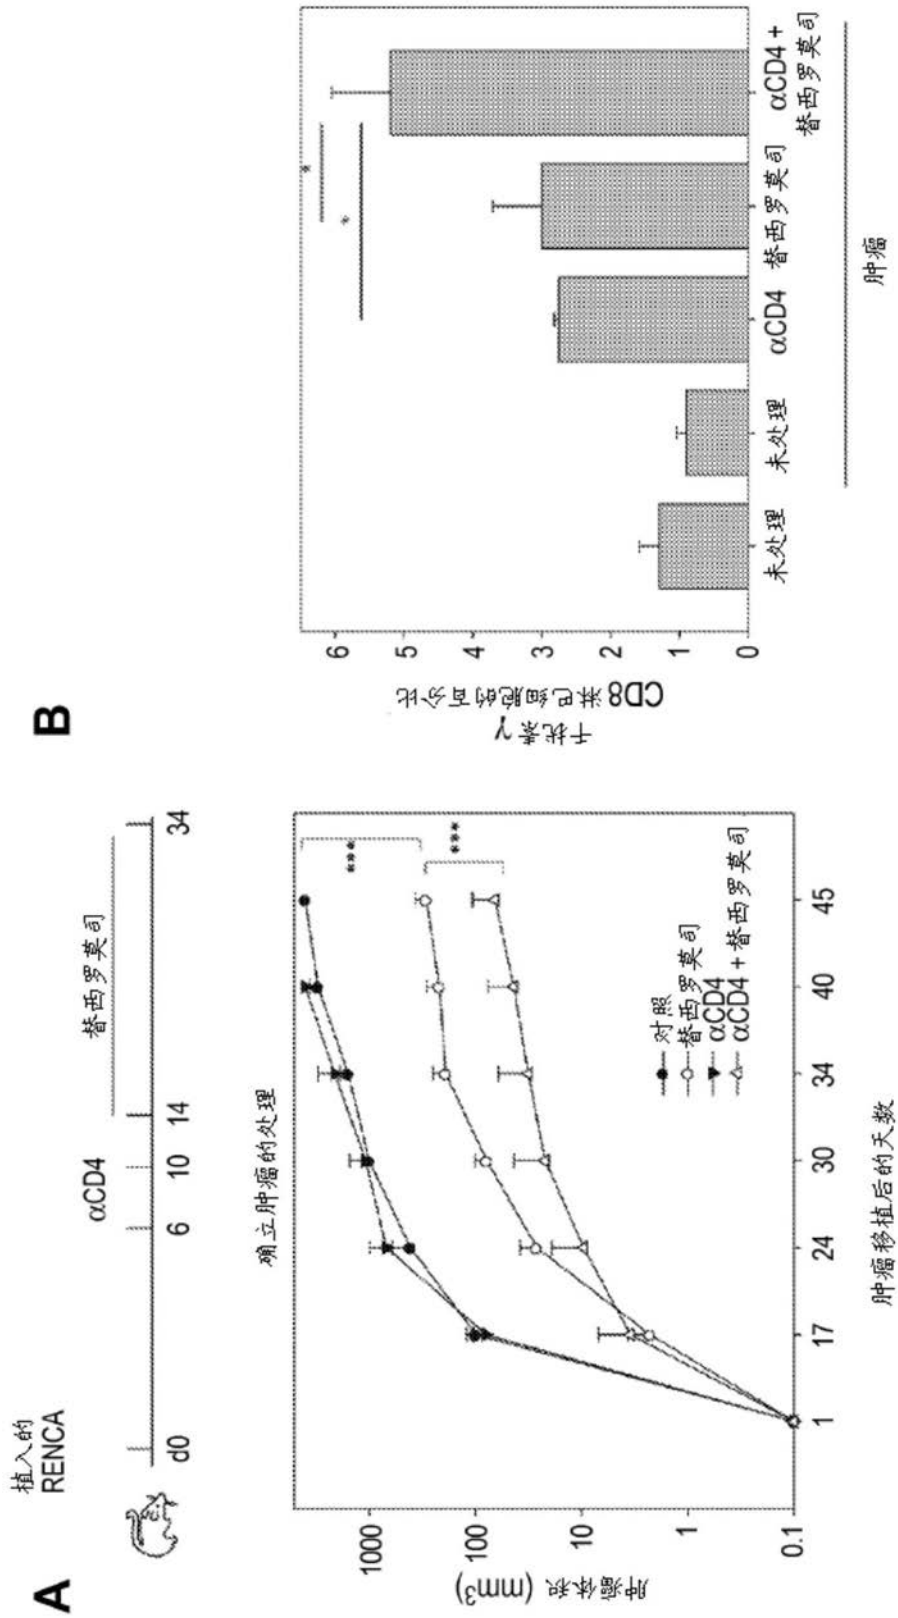 A
植入的
RENCA
αCD4
替西罗莫司
d0
6
10
14
34
确立肿瘤的处理
肿瘤体积 (mm³)
1000
100
10
1
0.1
***
***
对照
替西罗莫司
αCD4
αCD4 + 替西罗莫司
1
17
24
30
34
40
45
肿瘤移植后的天数
B
干扰素 γ
CD8 淋巴细胞的百分比
6
5
4
3
2
1
0
*
*
未处理
未处理
αCD4
替西罗莫司
αCD4 +
替西罗莫司
肿瘤